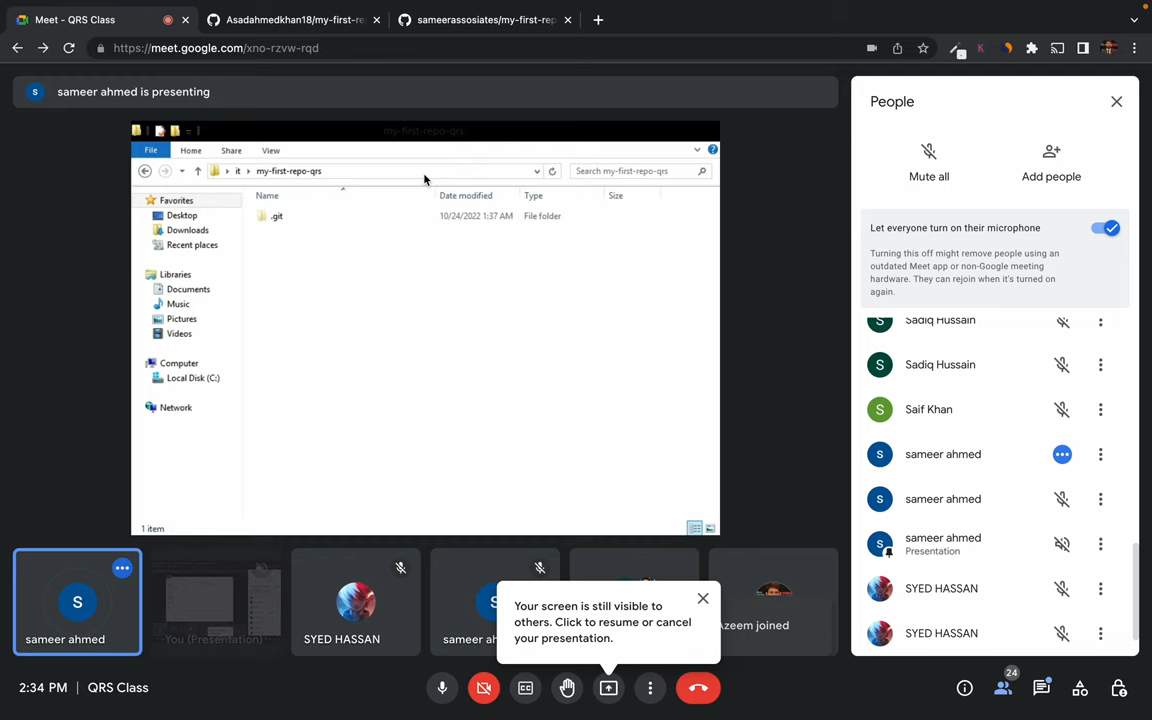 Meet - QRS Class
Asadahmedkhan18/my-first-re
sameerassosiates/my-first-rep
https://meet.google.com/xno-rzvw-rqd
S
sameer ahmed is presenting
my-first-repo-qrs
File
Home
Share
View
it
my-first-repo-qrs
Search my-first-repo-qrs
Name
Date modified
Type
Size
.git
10/24/2022 1:37 AM
File folder
Favorites
Desktop
Downloads
Recent places
Libraries
Documents
Music
Pictures
Videos
Computer
Local Disk (C:)
Network
1 item
S
sameer ahmed
You (Presentation)
SYED HASSAN
S
sameer ah
Azeem joined
Your screen is still visible to
others. Click to resume or cancel
your presentation.
People
Mute all
Add people
Let everyone turn on their microphone
Turning this off might remove people using an
outdated Meet app or non-Google meeting
hardware. They can rejoin when it's turned on
again.
S
Sadiq Hussain
S
Sadiq Hussain
S
Saif Khan
S
sameer ahmed
S
sameer ahmed
S
sameer ahmed
Presentation
SYED HASSAN
SYED HASSAN
2:34 PM
QRS Class
24